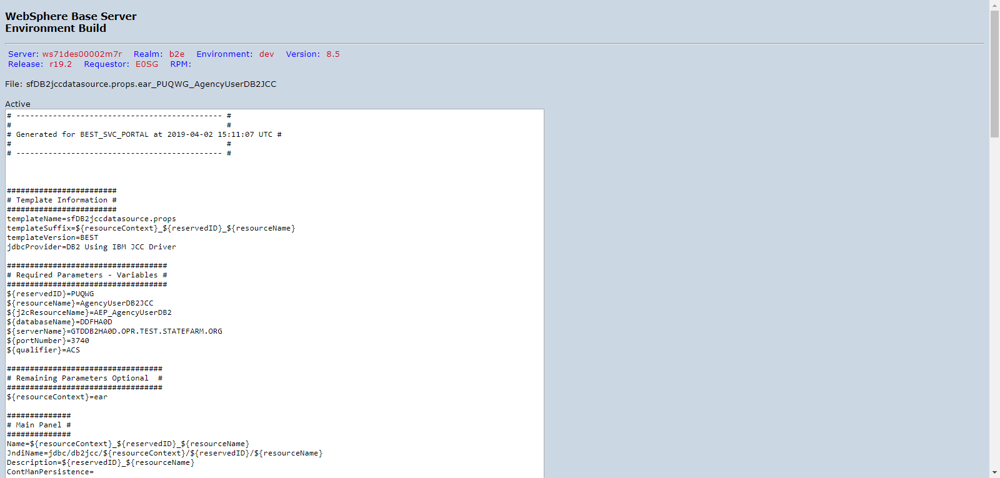 WebSphere Base Server
Environment Build
Server: ws71des00002m7r Realm: b2e Environment: dev Version: 8.5
Release: r19.2 Requestor: E0SG RPM:
File: sfDB2jccdatasource.props.ear_PUQWG_AgencyUserDB2JCC
Active
# --------------------------------------------- #
# #
# Generated for BEST_SVC_PORTAL at 2019-04-02 15:11:07 UTC #
# #
# --------------------------------------------- #
########################
# Template Information #
########################
templateName=sfDB2jccdatasource.props
templateSuffix=${resourceContext}_${reservedID}_${resourceName}
templateVersion=BEST
jdbcProvider=DB2 Using IBM JCC Driver
###################################
# Required Parameters - Variables #
###################################
${reservedID}=PUQWG
${resourceName}=AgencyUserDB2JCC
${j2cResourceName}=AEP_AgencyUserDB2
${databaseName}=DDFHA0D
${serverName}=GTDDB2HA0D.OPR.TEST.STATEFARM.ORG
${portNumber}=3740
${qualifier}=ACS
##################################
# Remaining Parameters Optional  #
##################################
${resourceContext}=ear
##############
# Main Panel #
##############
Name=${resourceContext}_${reservedID}_${resourceName}
JndiName=jdbc/db2jcc/${resourceContext}/${reservedID}/${resourceName}
Description=${reservedID}_${resourceName}
ContManPersistence=